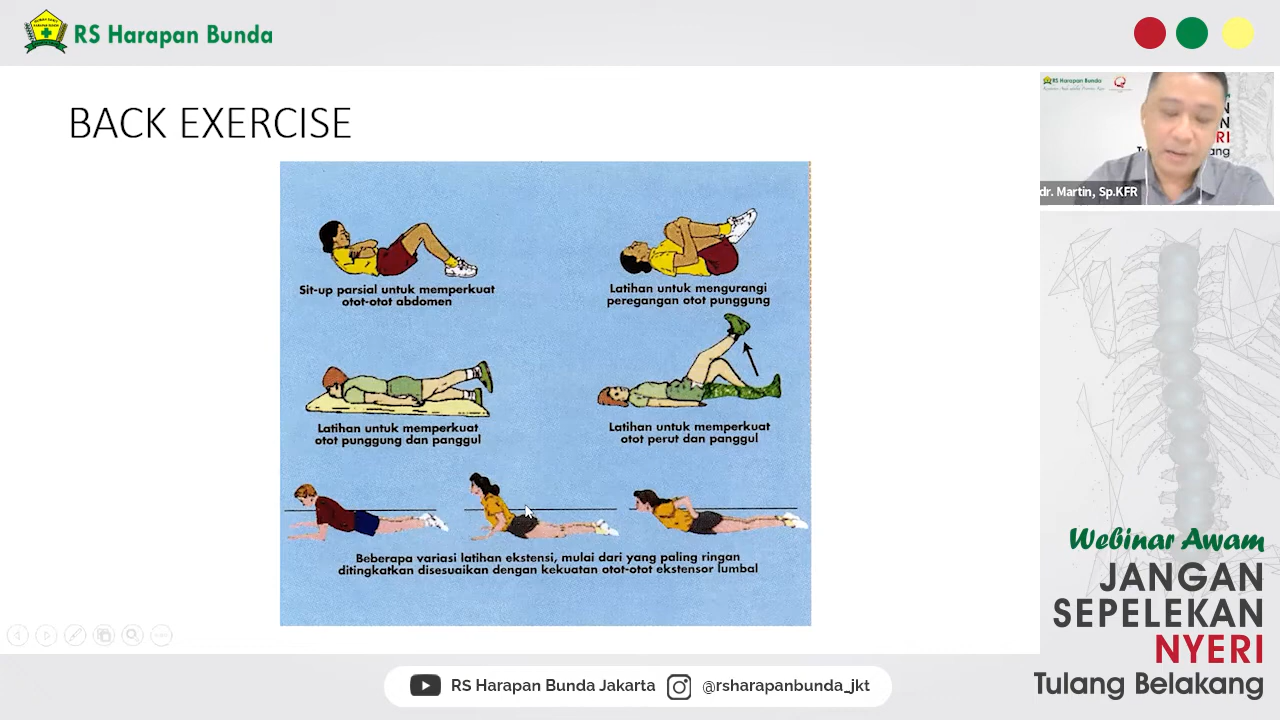 RS Harapan Bunda
BACK EXERCISE
Sit-up parsial untuk memperkuat
otot-otot abdomen
Latihan untuk mengurangi
peregangan otot punggung
Latihan untuk memperkuat
otot punggung dan panggul
Latihan untuk memperkuat
otot perut dan panggul
Beberapa variasi latihan ekstensi, mulai dari yang paling ringan
ditingkatkan disesuaikan dengan kekuatan otot-otot ekstensor lumbal
RS Harapan Bunda
dr. Martin, Sp.KFR
Webinar Awam
JANGAN
SEPELEKAN
NYERI
Tulang Belakang
RS Harapan Bunda Jakarta
@rsharapanbunda_jkt